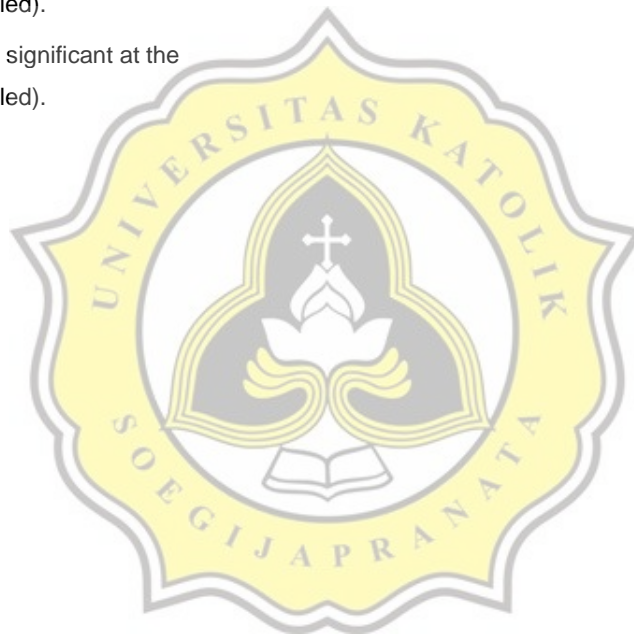 led).
significant at the
led).
UNIVERSITAS KATOLIK
SOEGIJAPRANATA